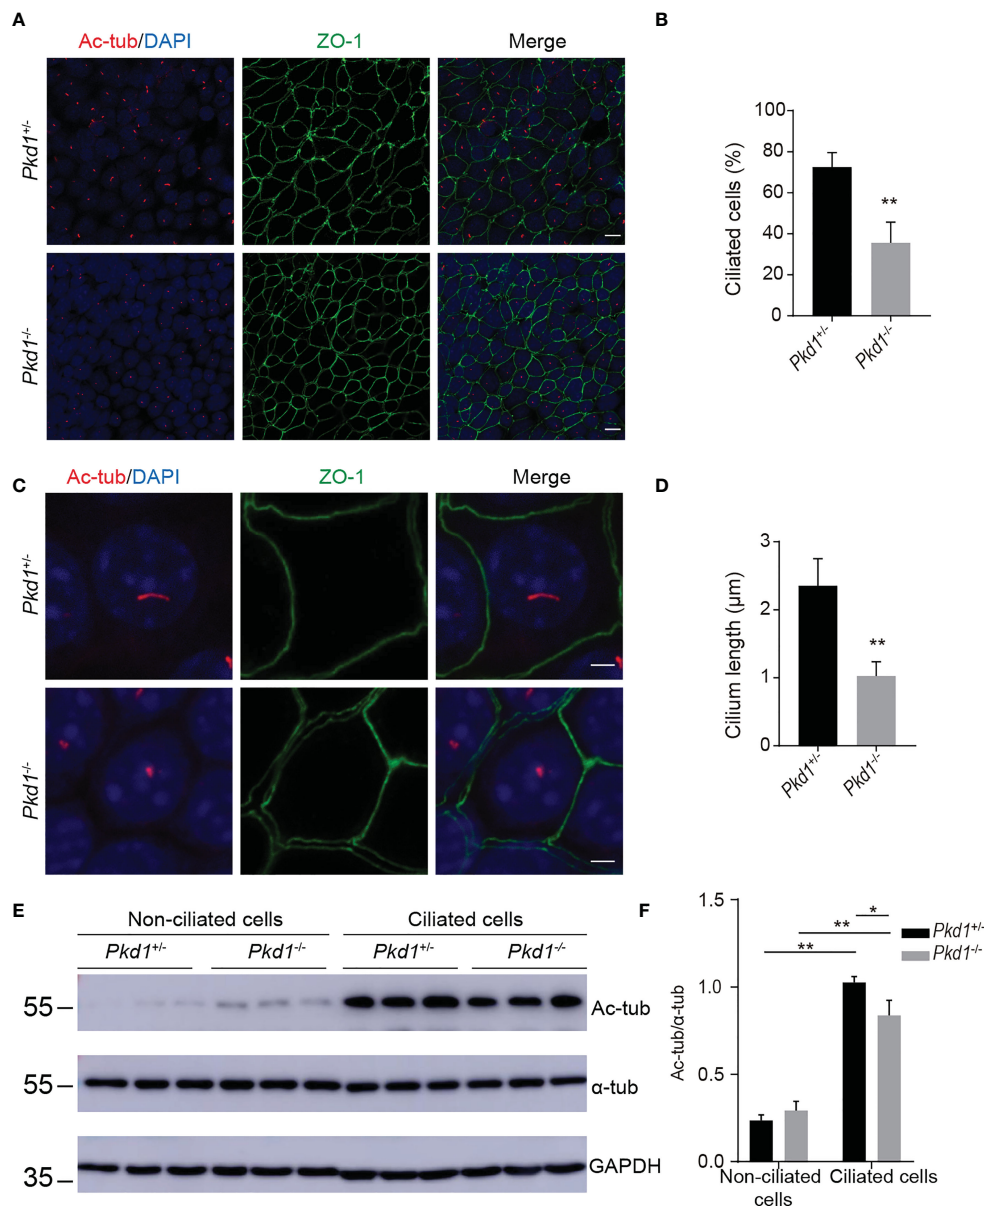 A
Ac-tub/DAPI
ZO-1
Merge
Pkd1+/-
Pkd1-/-
B
Ciliated cells (%)
100
80
60
40
20
0
**
Pkd1+/-
Pkd1-/-
C
Ac-tub/DAPI
ZO-1
Merge
Pkd1+/-
Pkd1-/-
D
Cilium length (μm)
3
2
1
0
**
Pkd1+/-
Pkd1-/-
E
Non-ciliated cells
Ciliated cells
Pkd1+/-
Pkd1-/-
Pkd1+/-
Pkd1-/-
55
Ac-tub
55
α-tub
35
GAPDH
F
Ac-tub/α-tub
1.5
1.0
0.5
0.0
*
**
**
Pkd1+/-
Pkd1-/-
Non-ciliated
cells
Ciliated cells